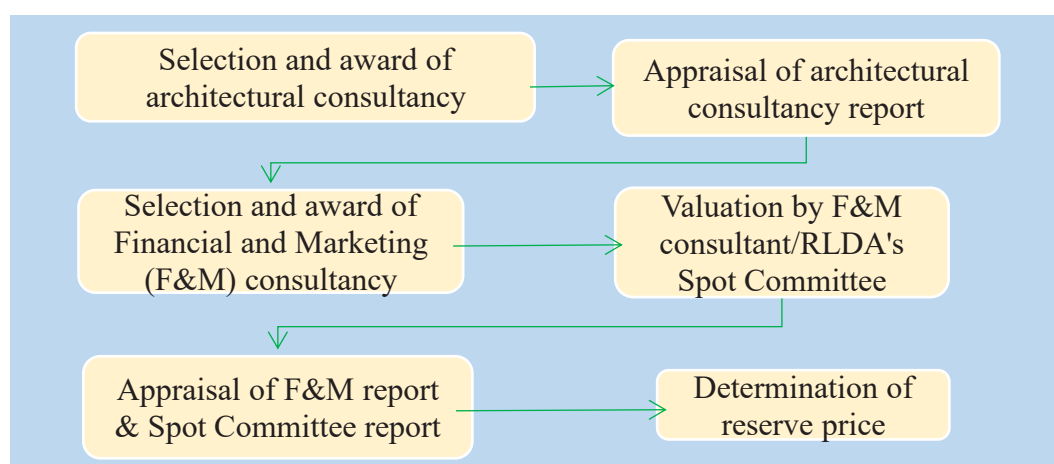 Selection and award of
architectural consultancy
Appraisal of architectural
consultancy report
Selection and award of
Financial and Marketing
(F&M) consultancy
Valuation by F&M
consultant/RLDA's
Spot Committee
Appraisal of F&M report
& Spot Committee report
Determination of
reserve price